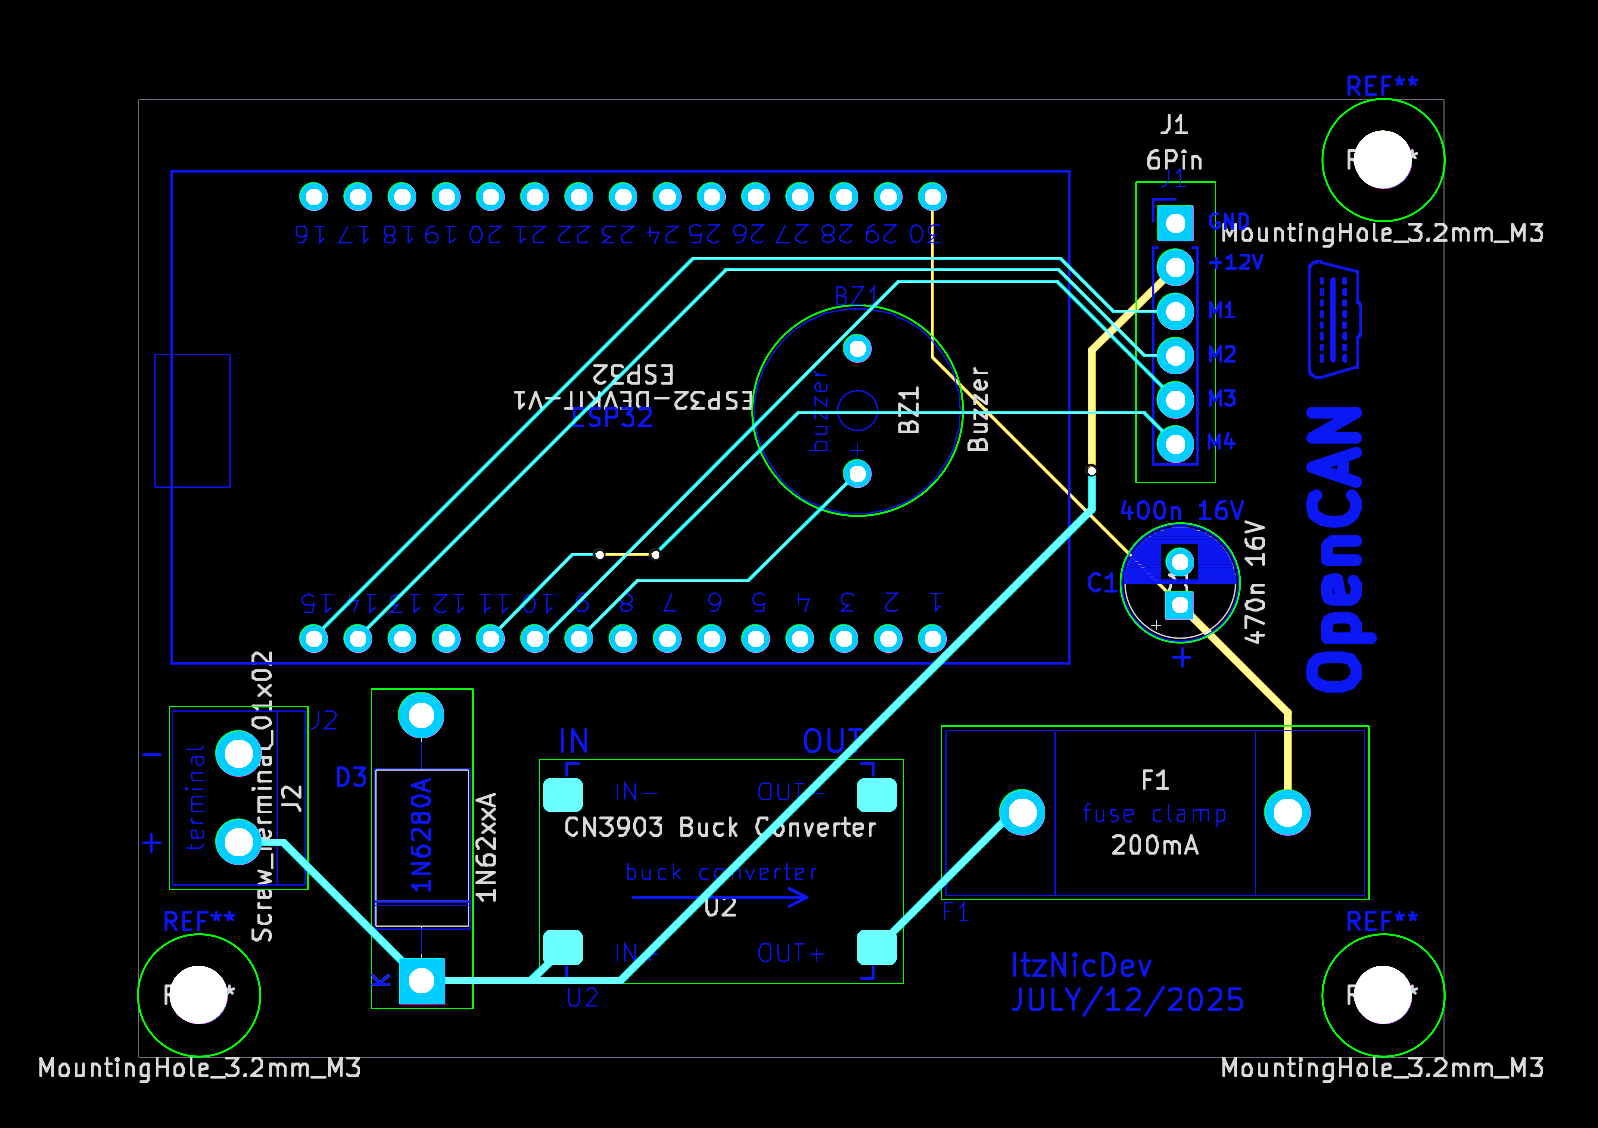 REF**
J1
6Pin
J1
MountingHole_3.2mm_M3
GND
+12V
M1
M2
M3
M4
16 17 18 19 20 21 22 23 24 25 26 27 28 29 30
BZ1
buzzer
+
BZ1
Buzzer
ESP32
ESP32-DEVKIT-V1
ESP32
15 14 13 12 11 10 9 8 7 6 5 4 3 2 1
400n 16V
C1
470n 16V
+
+
OpenCAN
J2
terminal
-
+
Screw_Terminal_01x02
J2
D3
1N6280A
1N62xxA
K
IN
OUT
IN-
OUT-
CN3903 Buck Converter
buck converter
U2
IN+
OUT+
U2
F1
fuse clamp
200mA
F1
REF**
MountingHole_3.2mm_M3
ItzNicDev
JULY/12/2025
REF**
MountingHole_3.2mm_M3